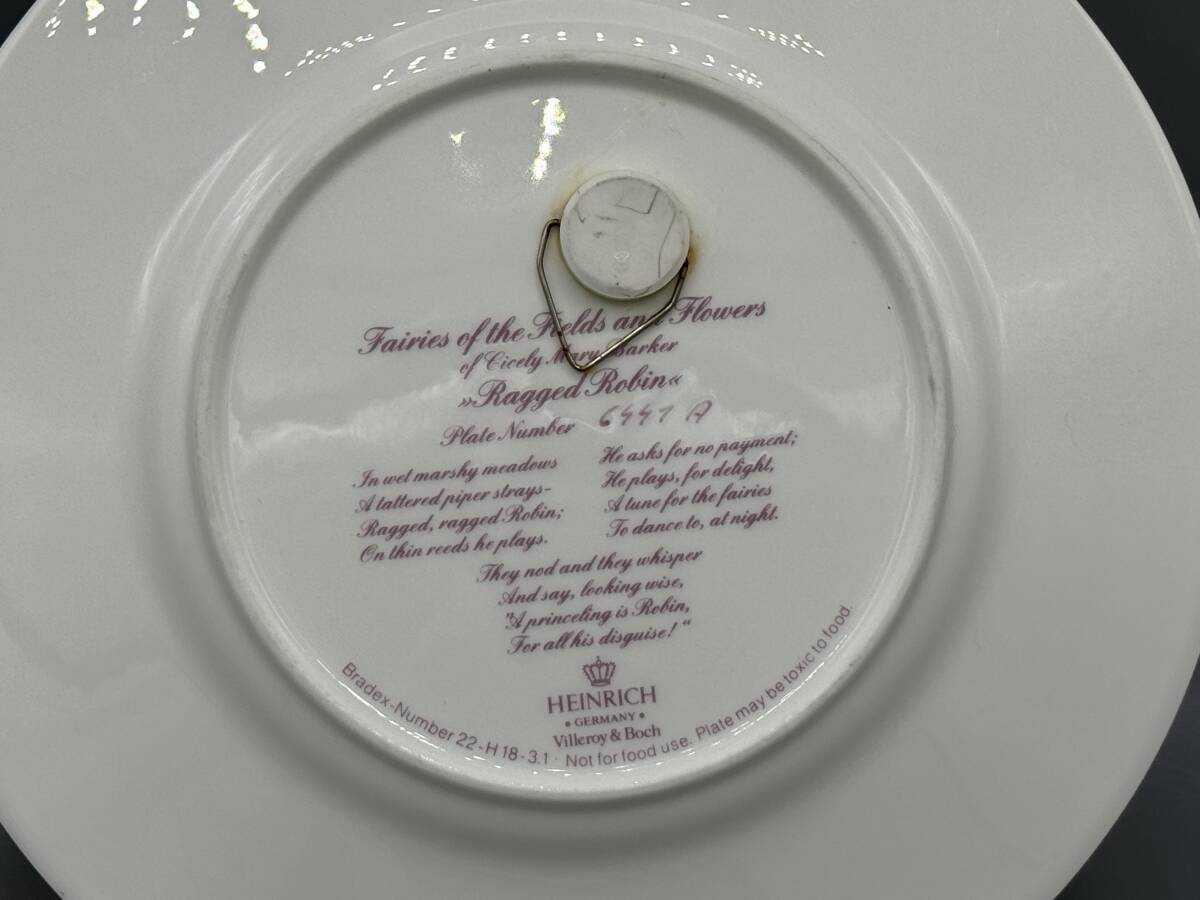 Fairies of the Fields and Flowers
of Cicely Mary Barker
»Ragged Robin«
Plate Number 6441 A
In wet marshy meadows
A tattered piper strays-
Ragged, ragged Robin;
On thin reeds he plays.
He asks for no payment;
He plays, for delight,
A tune for the fairies
To dance to, at night.
They nod and they whisper
And say, looking wise,
"A princeling is Robin,
For all his disguise!“
HEINRICH
• GERMANY •
Villeroy & Boch
Bradex-Number 22-H18-3.1 · Not for food use. Plate may be toxic to food.